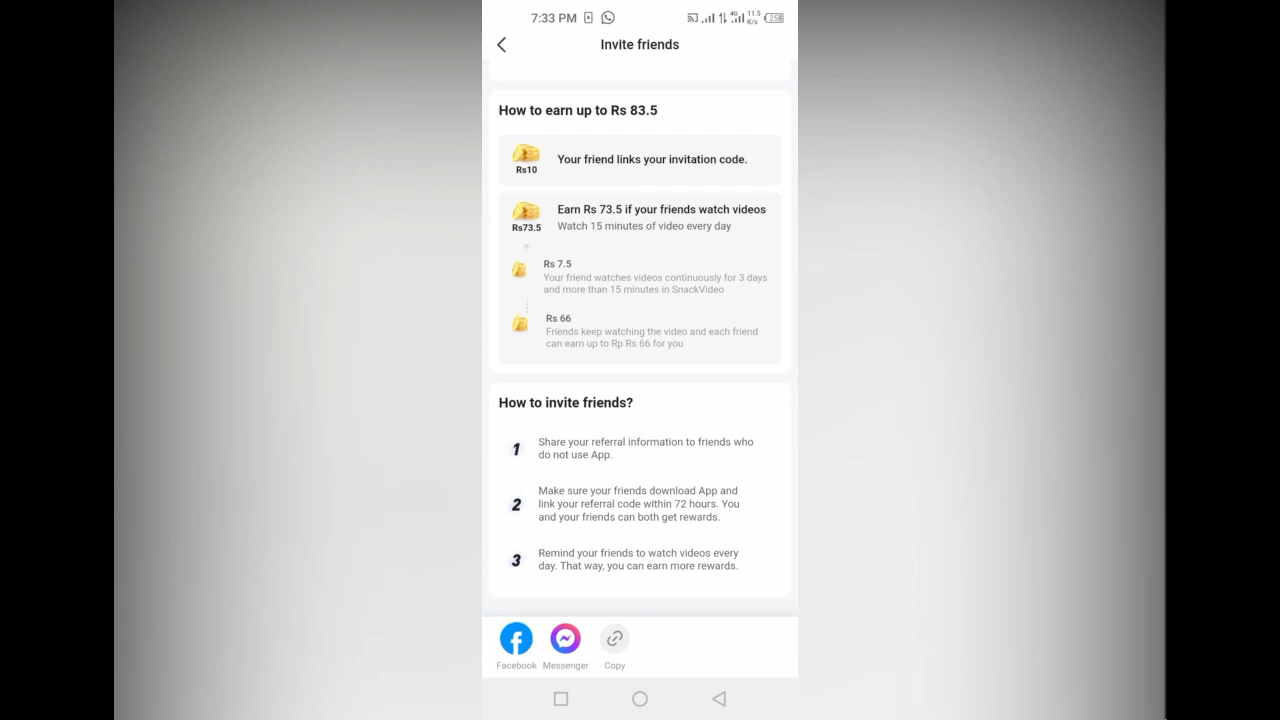 7:33 PM
4G
11.5
K/s
25
Invite friends
How to earn up to Rs 83.5
Rs10
Your friend links your invitation code.
Rs73.5
Earn Rs 73.5 if your friends watch videos
Watch 15 minutes of video every day
Rs 7.5
Your friend watches videos continuously for 3 days
and more than 15 minutes in SnackVideo
Rs 66
Friends keep watching the video and each friend
can earn up to Rp Rs 66 for you
How to invite friends?
1
Share your referral information to friends who
do not use App.
2
Make sure your friends download App and
link your referral code within 72 hours. You
and your friends can both get rewards.
3
Remind your friends to watch videos every
day. That way, you can earn more rewards.
Facebook
Messenger
Copy